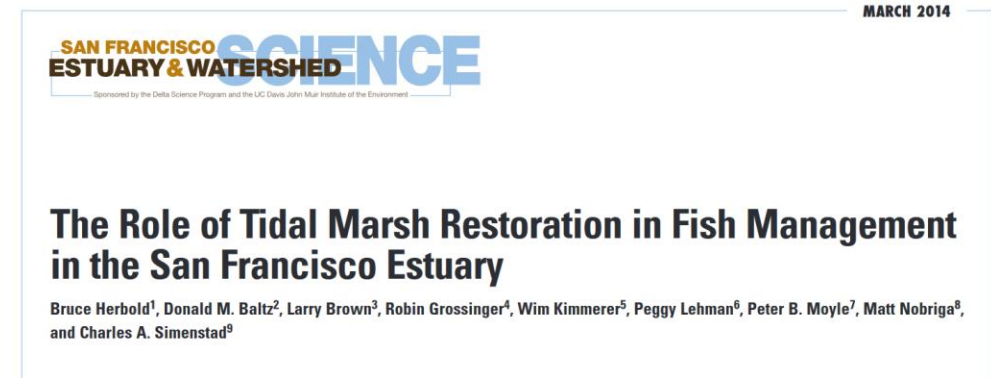 MARCH 2014
SAN FRANCISCO
ESTUARY & WATERSHED
SCIENCE
Sponsored by the Delta Science Program and the UC Davis John Muir Institute of the Environment
The Role of Tidal Marsh Restoration in Fish Management
in the San Francisco Estuary
Bruce Herbold¹, Donald M. Baltz², Larry Brown³, Robin Grossinger⁴, Wim Kimmerer⁵, Peggy Lehman⁶, Peter B. Moyle⁷, Matt Nobriga⁸,
and Charles A. Simenstad⁹